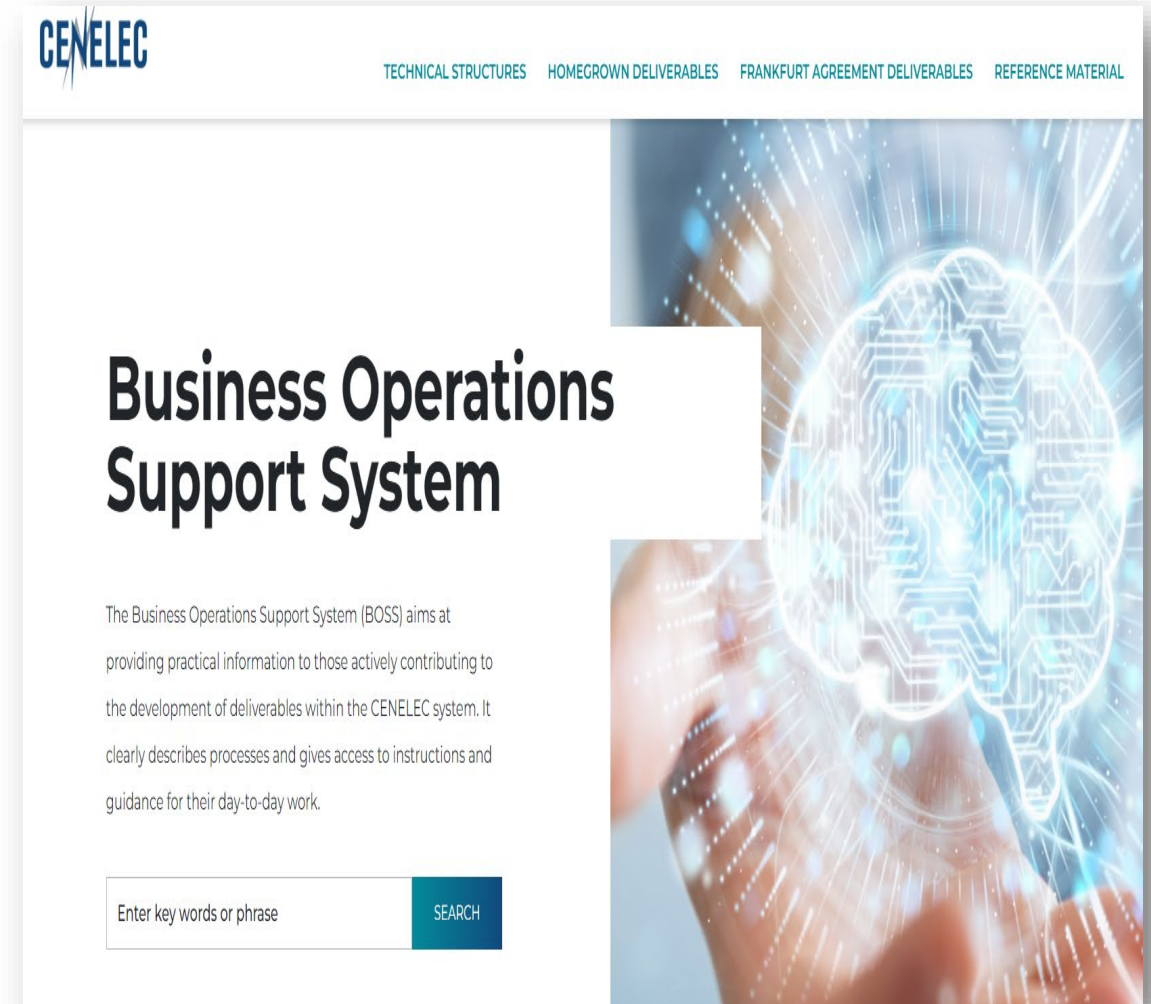 CENELEC
TECHNICAL STRUCTURES HOMEGROWN DELIVERABLES FRANKFURT AGREEMENT DELIVERABLES REFERENCE MATERIAL
Business Operations
Support System
The Business Operations Support System (BOSS) aims at
providing practical information to those actively contributing to
the development of deliverables within the CENELEC system. It
clearly describes processes and gives access to instructions and
guidance for their day-to-day work.
Enter key words or phrase SEARCH